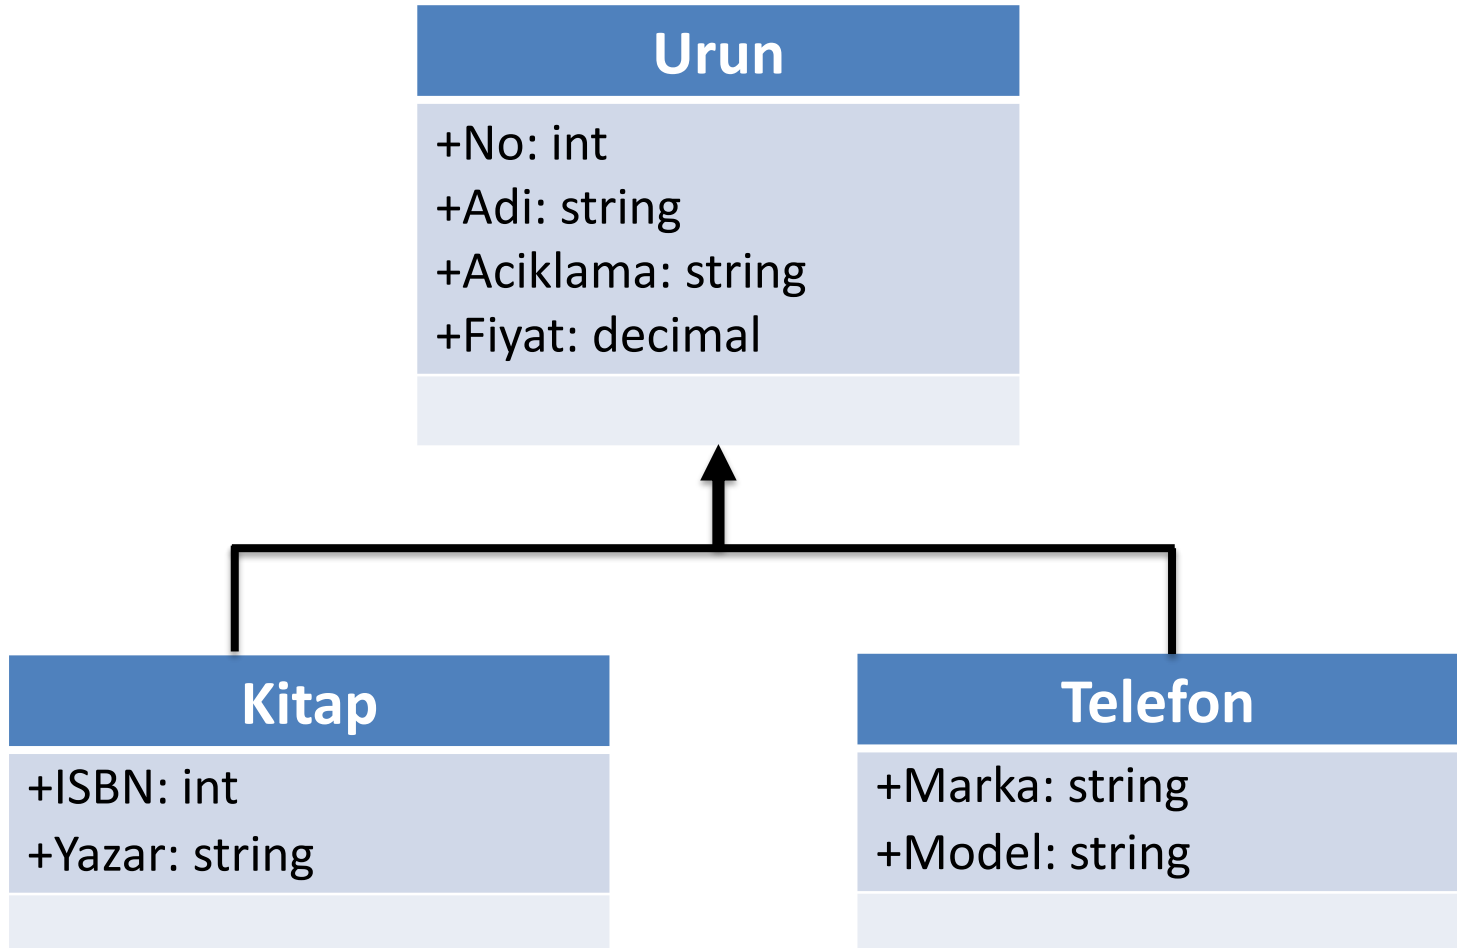 Urun
+No: int
+Adi: string
+Aciklama: string
+Fiyat: decimal
Kitap
+ISBN: int
+Yazar: string
Telefon
+Marka: string
+Model: string